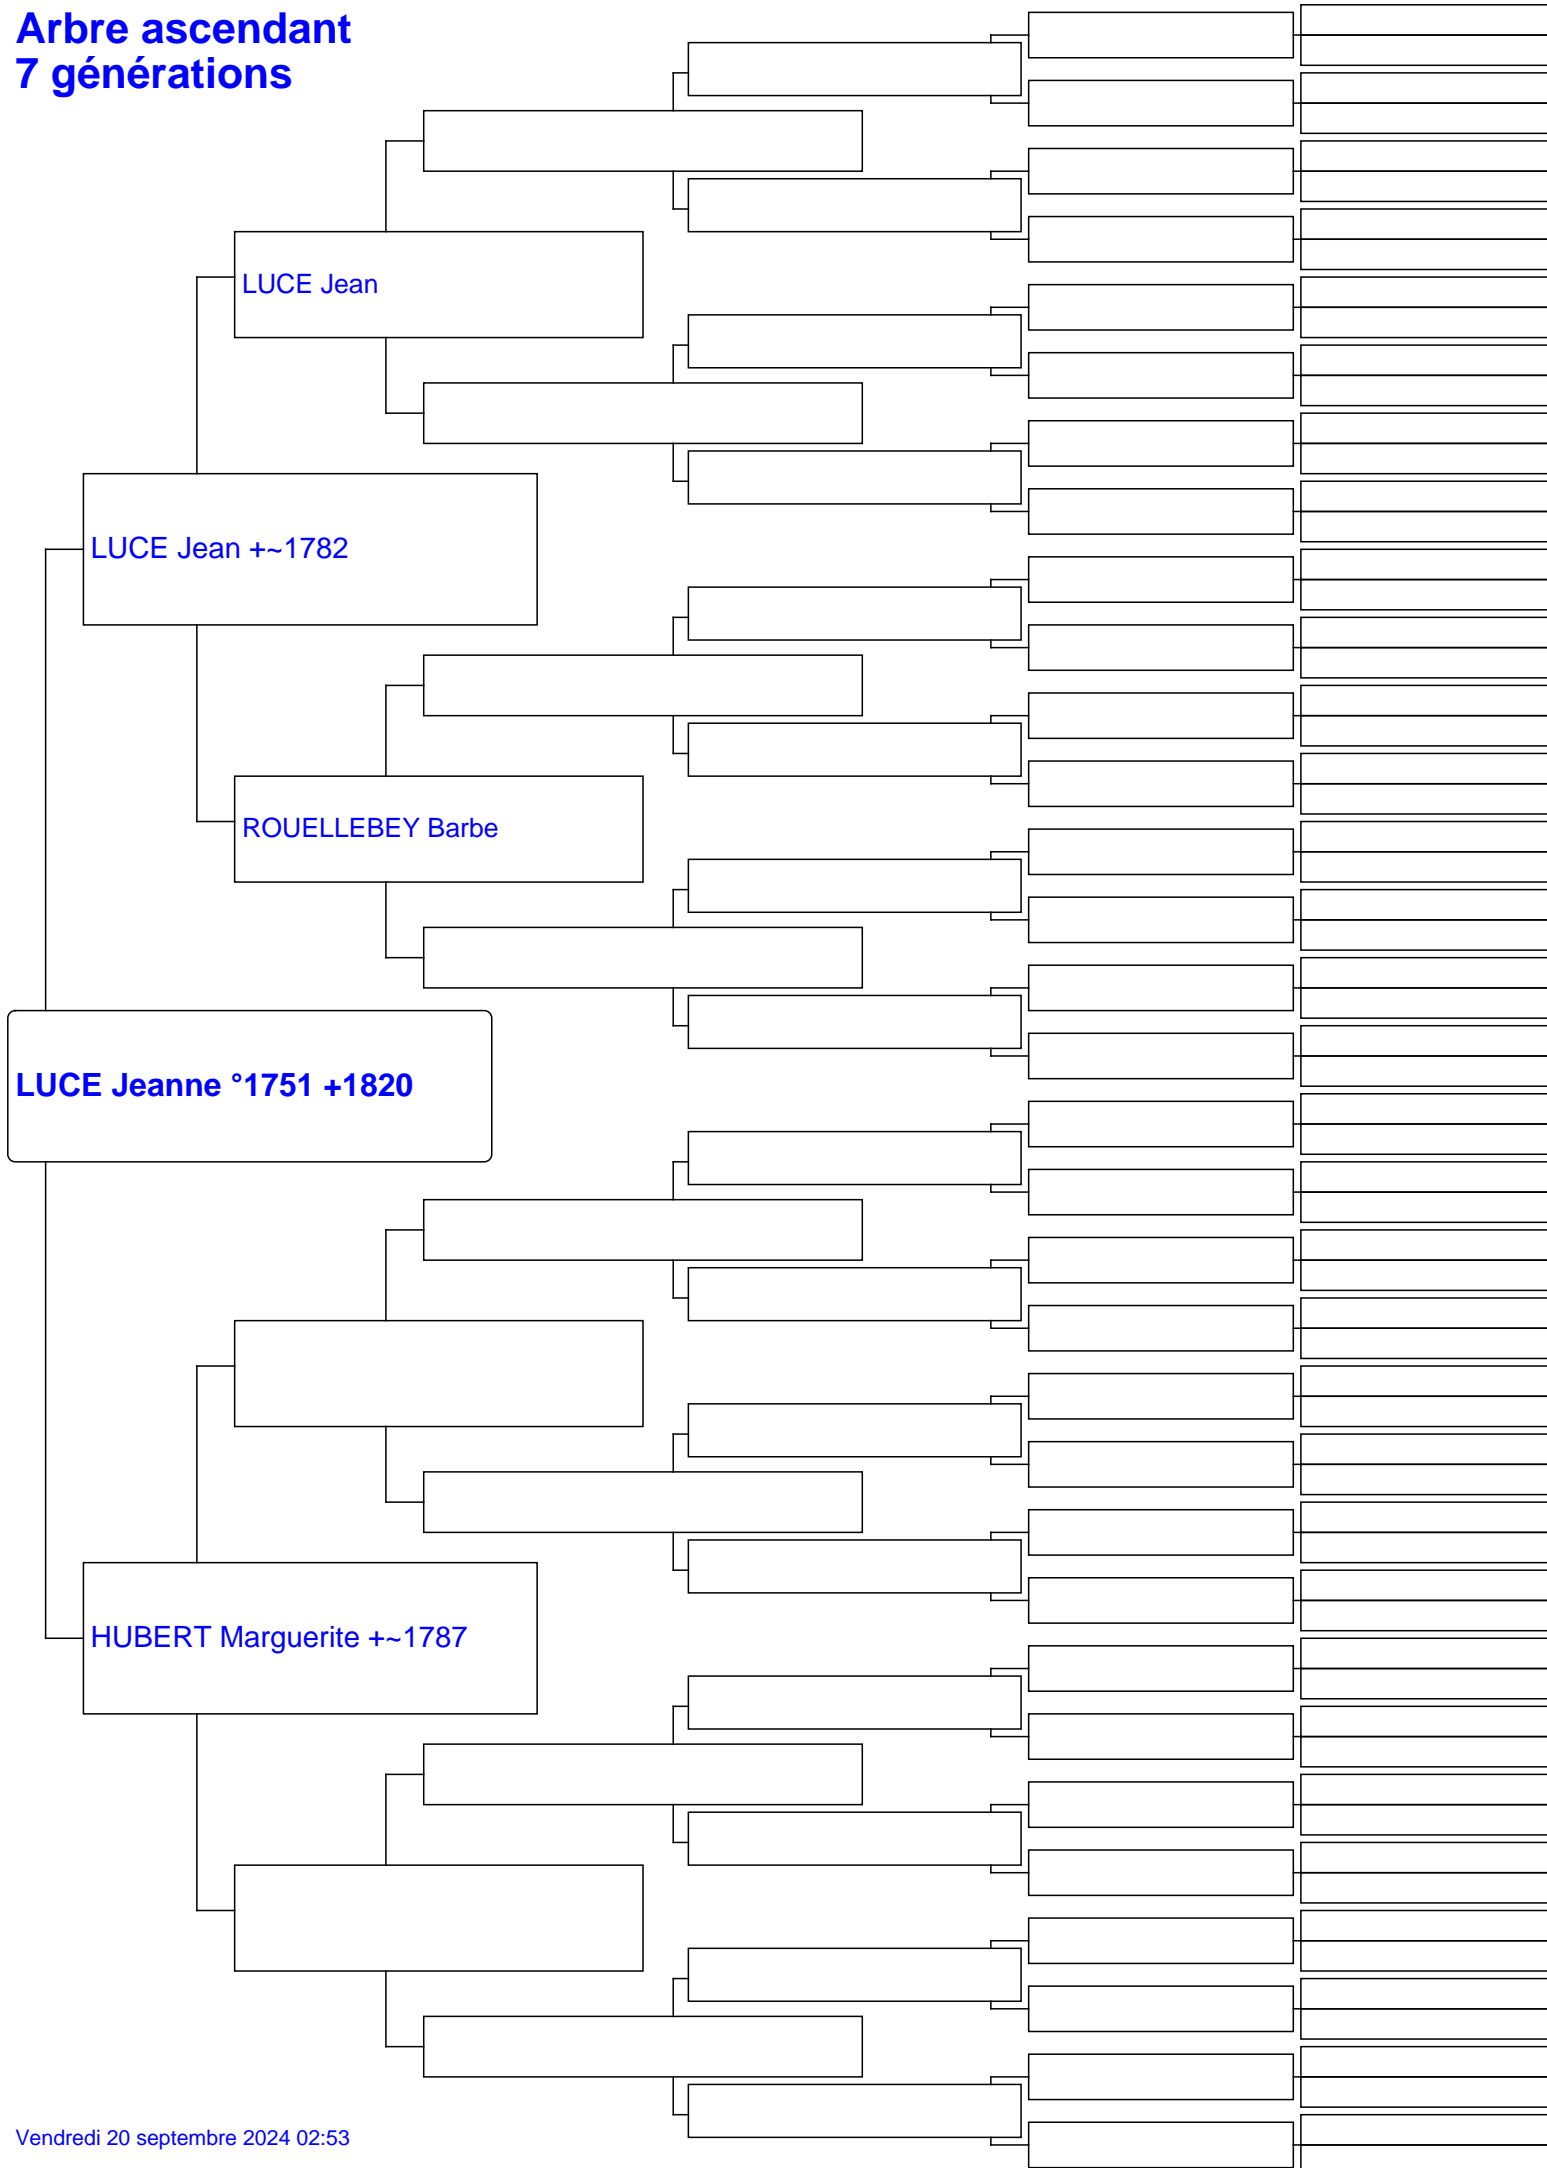 Arbre ascendant
7 générations
LUCE Jean
LUCE Jean +~1782
ROUELLEBEY Barbe
LUCE Jeanne °1751 +1820
HUBERT Marguerite +~1787
Vendredi 20 septembre 2024 02:53